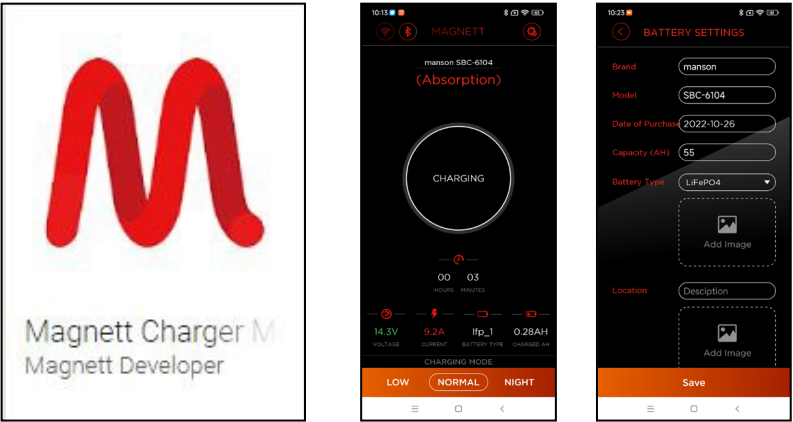 Magnett Charger M
Magnett Developer
10:13
MAGNETT
manson SBC-6104
(Absorption)
CHARGING
00 03
HOURS MINUTES
14.3V 9.2A lfp_1 0.28AH
VOLTAGE CURRENT BATTERY TYPE CHARGED AH
CHARGING MODE
LOW NORMAL NIGHT
10:23
BATTERY SETTINGS
Brand manson
Model SBC-6104
Date of Purchase 2022-10-26
Capacity (AH) 55
Battery Type LiFePO4
Add Image
Location Desciption
Add Image
Save